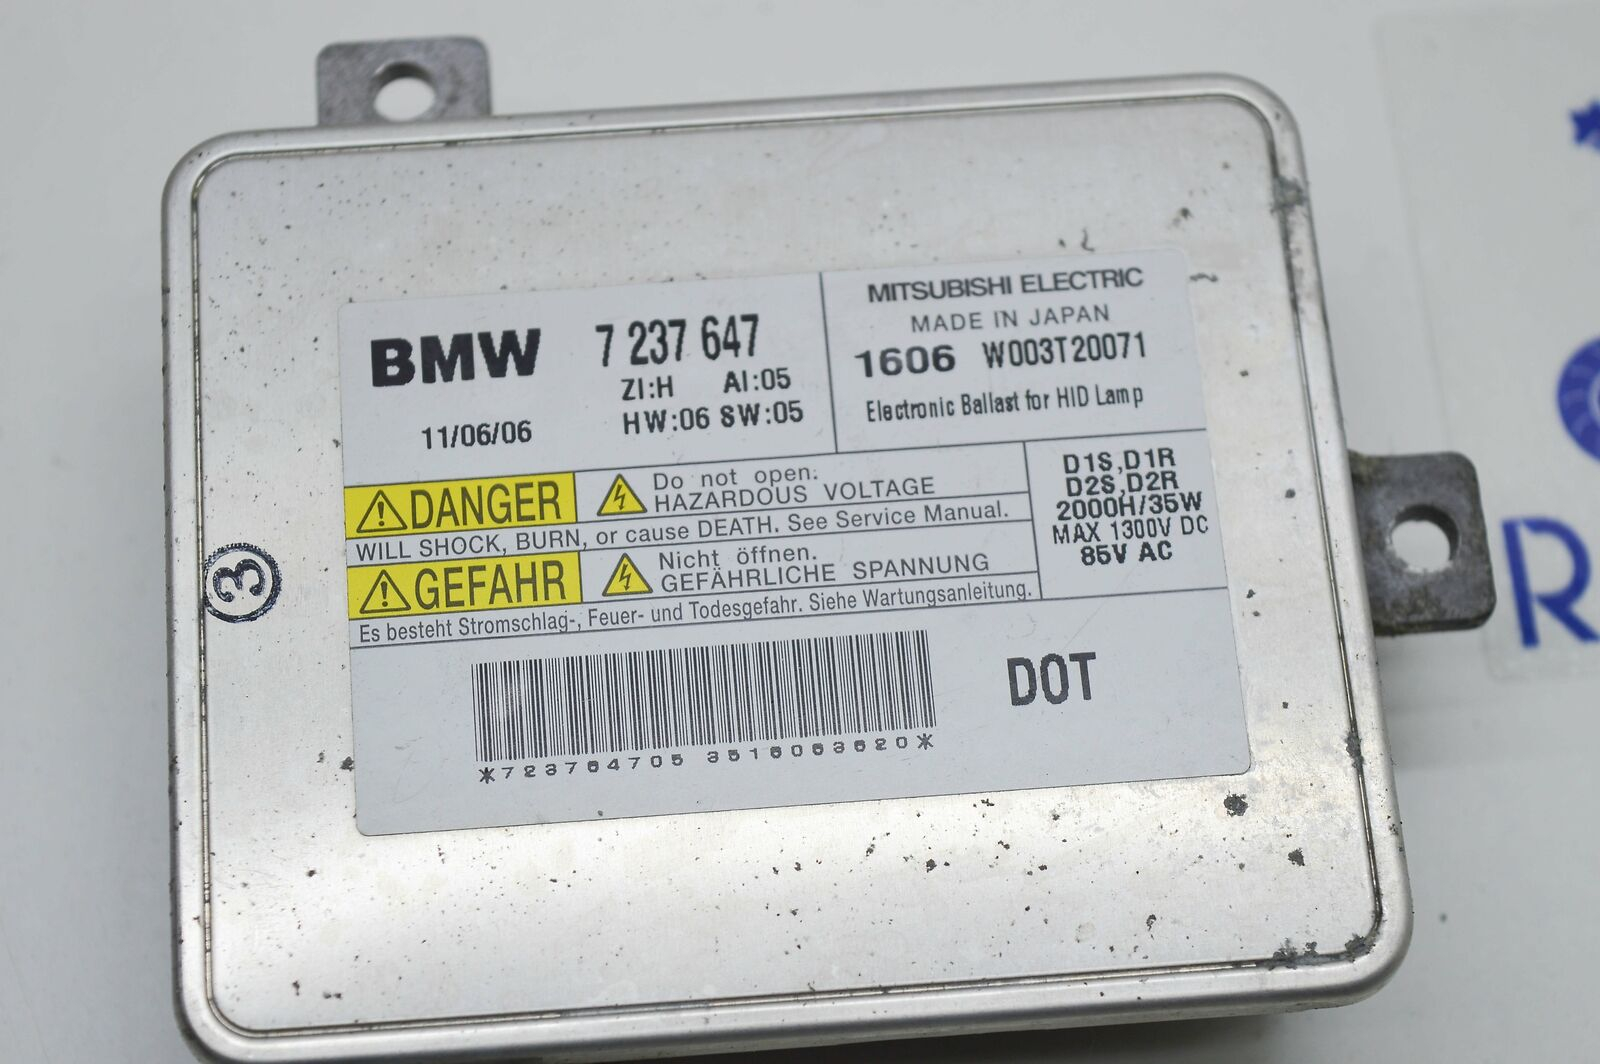 BMW 7 237 647
ZI:H AI:05
11/06/06 HW:06 SW:05
MITSUBISHI ELECTRIC
MADE IN JAPAN
1606 W003T20071
Electronic Ballast for HID Lamp
DANGER
Do not open:
HAZARDOUS VOLTAGE
WILL SHOCK, BURN, or cause DEATH. See Service Manual.
GEFAHR
Nicht öffnen.
GEFÄHRLICHE SPANNUNG
Es besteht Stromschlag-, Feuer- und Todesgefahr. Siehe Wartungsanleitung.
D1S,D1R
D2S,D2R
2000H/35W
MAX 1300V DC
85V AC
DOT
*723764705 3516063620*
3
R